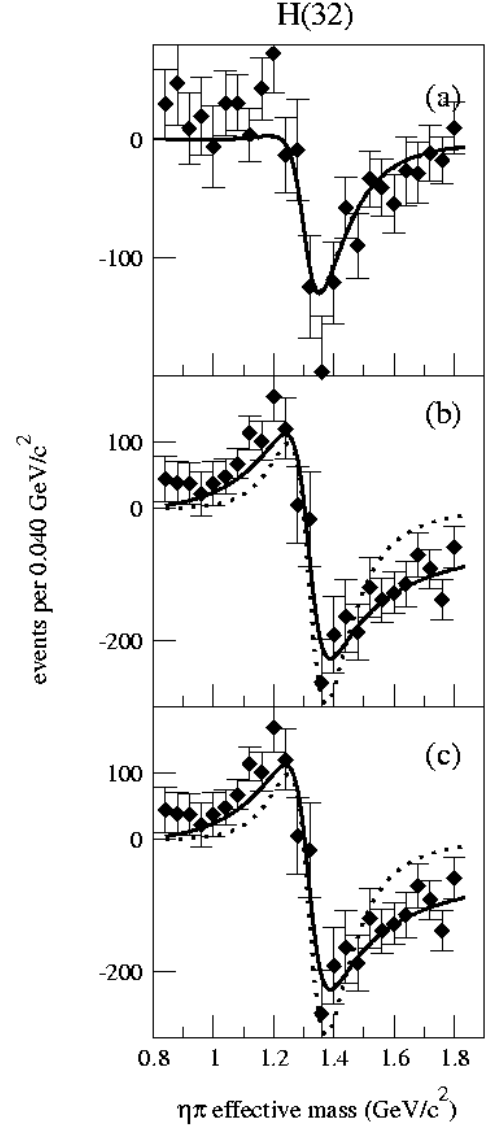 H(32)
(a)
0
-100
(b)
100
0
-200
(c)
100
0
-200
events per 0.040 GeV/c²
0.8 1 1.2 1.4 1.6 1.8
ηπ effective mass (GeV/c²)